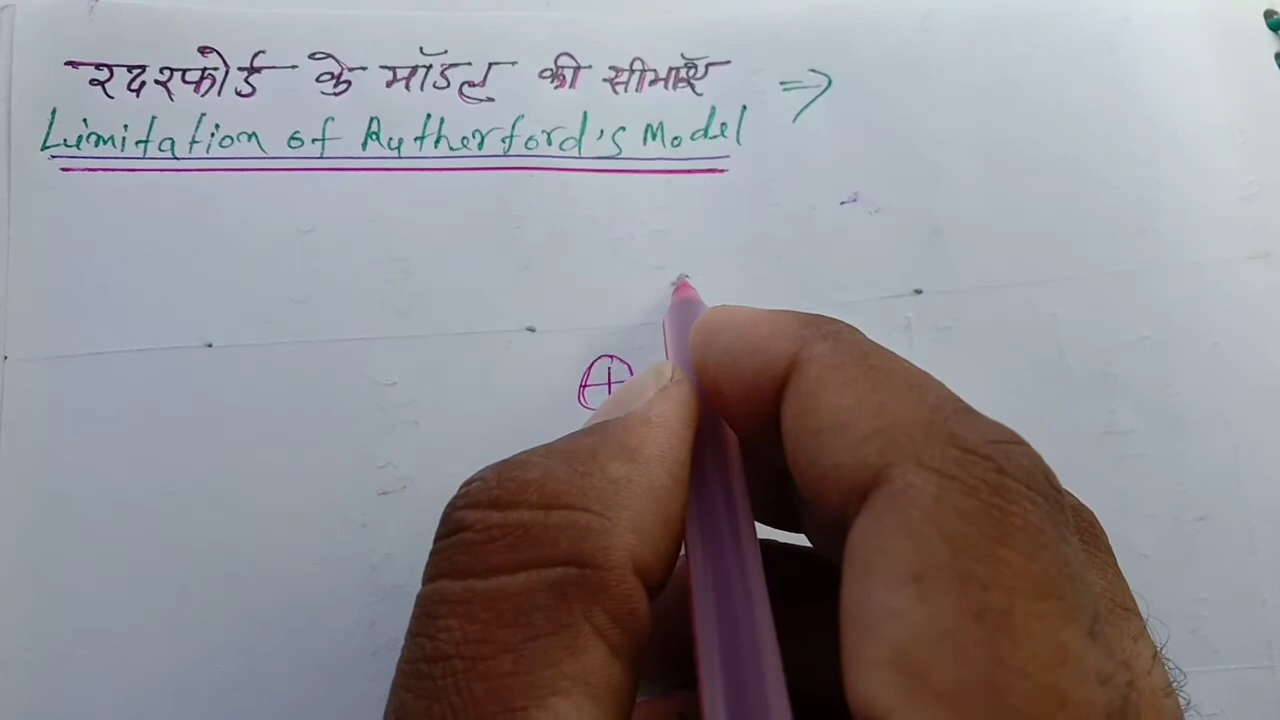 रदरफोर्ड के मॉडल की सीमाएँ ⇒
Limitation of Rutherford's Model
+